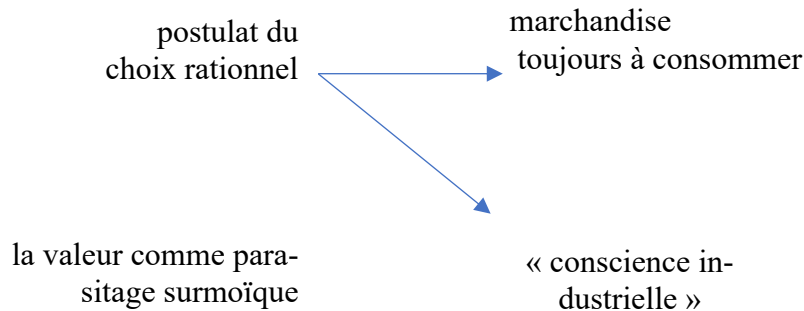 postulat du
choix rationnel
marchandise
toujours à consommer
la valeur comme para-
sitage surmoïque
« conscience in-
dustrielle »